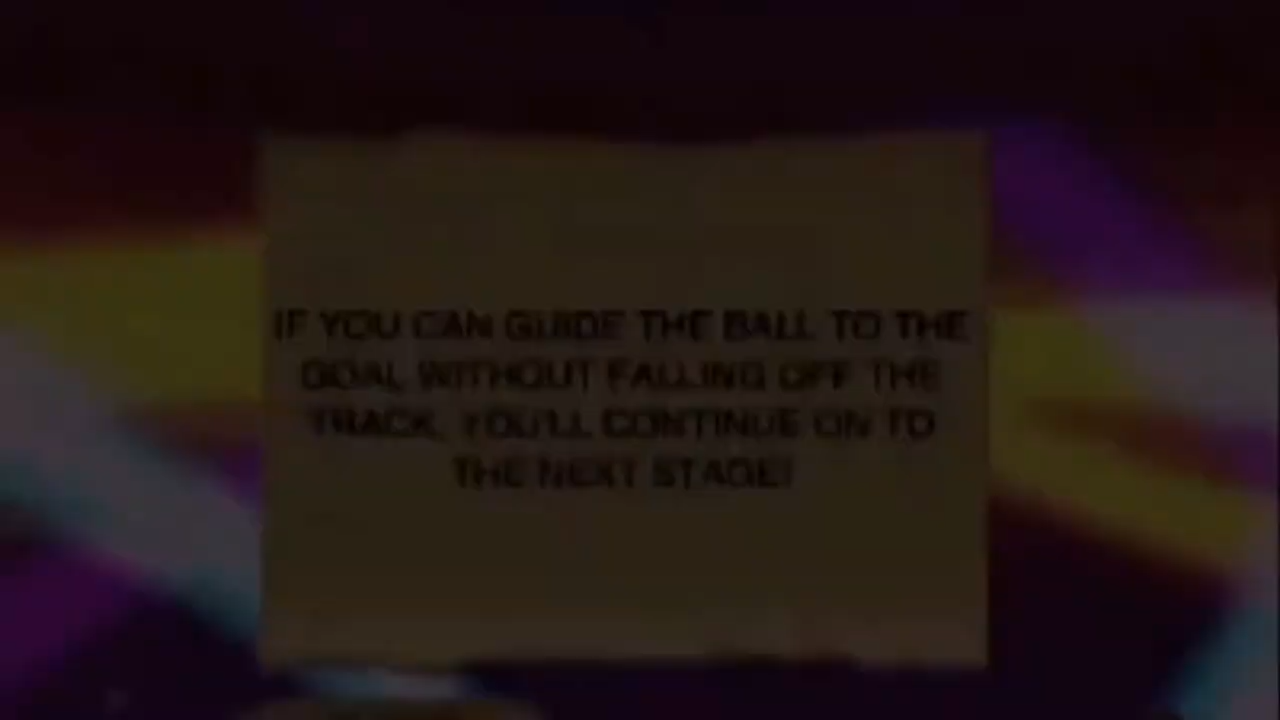 IF YOU CAN GUIDE THE BALL TO THE
GOAL WITHOUT FALLING OFF THE
TRACK, YOU'LL CONTINUE ON TO
THE NEXT STAGE!